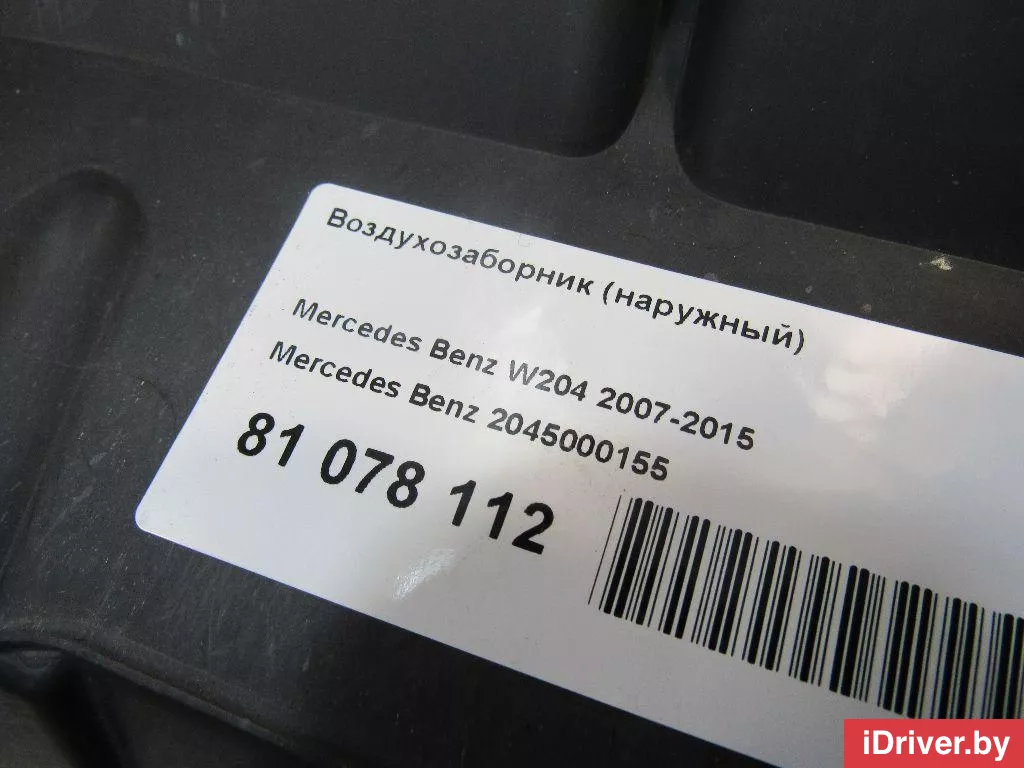 Воздухозаборник (наружный)
Mercedes Benz W204 2007-2015
Mercedes Benz 2045000155
81 078 112
iDriver.by